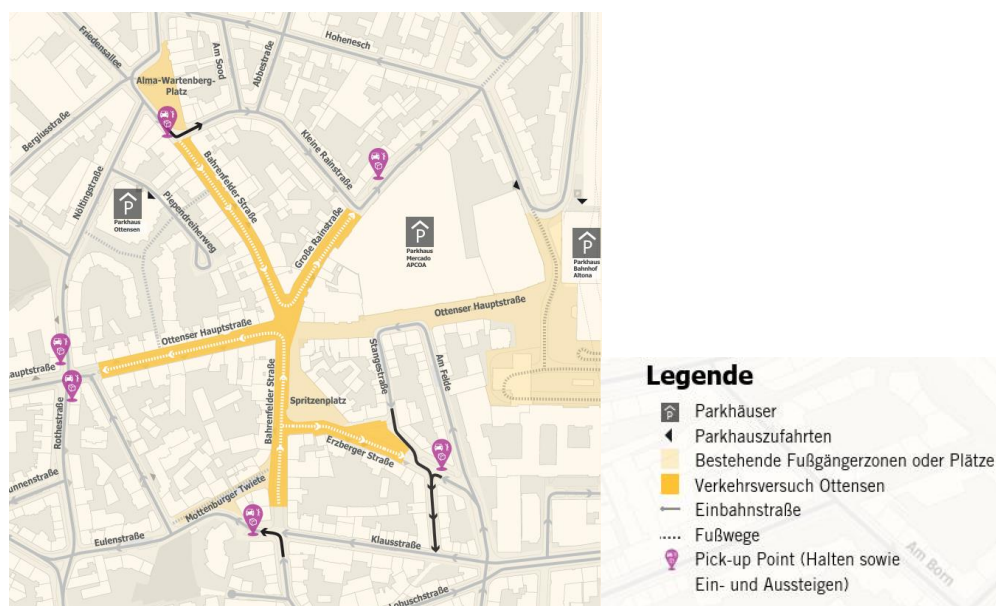 Friedensallee
Am Sood
Abbestraße
Hohenesch
Alma-Wartenberg-
Platz
Bergiusstraße
Nöltingstraße
Bahrenfelder Straße
Kleine Rainstraße
Piependreiherweg
P
Parkhaus
Ottensen
Große Rainstraße
P
Parkhaus
Mercado
APCOA
P
Parkhaus
Bahnhof
Altona
Ottenser Hauptstraße
Ottenser Hauptstraße
auptstraße
Rothestraße
Bahrenfelder Straße
Spritzenplatz
Stangestraße
Am Felde
Erzberger Straße
unnenstraße
Mottenburger Twiete
Eulenstraße
Klausstraße
Lobuschstraße
Legende
P Parkhäuser
Parkhauszufahrten
Bestehende Fußgängerzonen oder Plätze
Verkehrsversuch Ottensen
Einbahnstraße
Fußwege
Pick-up Point (Halten sowie
Ein- und Aussteigen)
Am Born